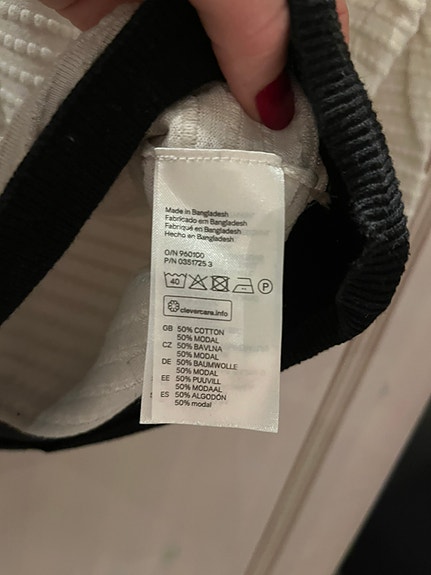 Made in Bangladesh
Fabricado em Bangladesh
Fabriqué en Bangladesh
Hecho en Bangladesh
O/N 960100
P/N 0351725.3
40 P
clevercare.info
GB 50% COTTON
50% MODAL
CZ 50% BAVLNA
50% MODAL
DE 50% BAUMWOLLE
50% MODAL
EE 50% PUUVILL
50% MODAAL
ES 50% ALGODÓN
50% modal